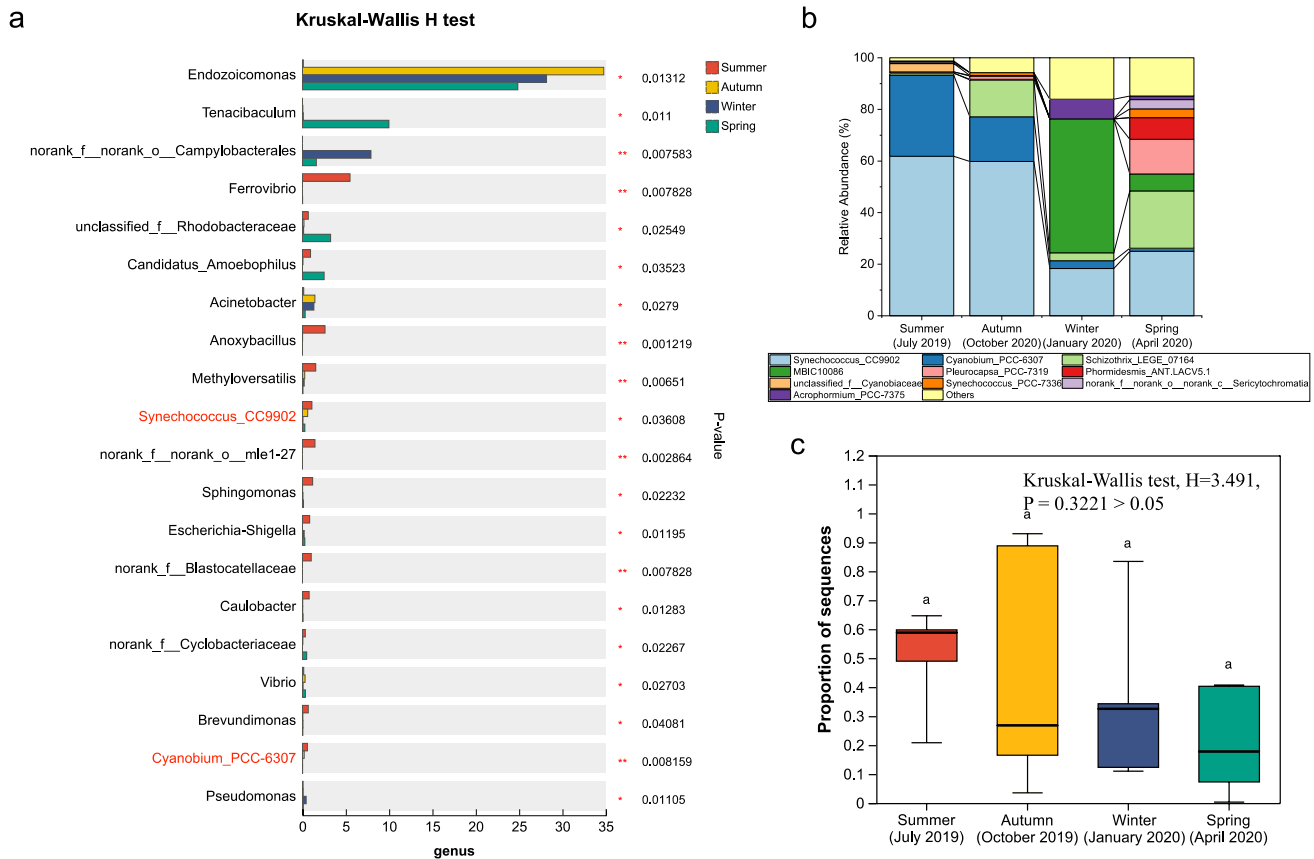 a
Kruskal-Wallis H test
Endozoicomonas
* 0.01312
Tenacibaculum
* 0.011
norank_f__norank_o__Campylobacterales
** 0.007583
Ferrovibrio
** 0.007828
unclassified_f__Rhodobacteraceae
* 0.02549
Candidatus_Amoebophilus
* 0.03523
Acinetobacter
* 0.0279
Anoxybacillus
** 0.001219
Methyloversatilis
** 0.00651
Synechococcus_CC9902
* 0.03608
norank_f__norank_o__mle1-27
** 0.002864
Sphingomonas
* 0.02232
Escherichia-Shigella
* 0.01195
norank_f__Blastocatellaceae
** 0.007828
Caulobacter
* 0.01283
norank_f__Cyclobacteriaceae
* 0.02267
Vibrio
* 0.02703
Brevundimonas
* 0.04081
Cyanobium_PCC-6307
** 0.008159
Pseudomonas
* 0.01105
0 5 10 15 20 25 30 35
genus
P-value
Summer
Autumn
Winter
Spring
b
Relative Abundance (%)
100
80
60
40
20
0
Summer Autumn Winter Spring
(July 2019) (October 2020) (January 2020) (April 2020)
Synechococcus_CC9902 Cyanobium_PCC-6307 Schizothrix_LEGE_07164
MBIC10086 Pleurocapsa_PCC-7319 Phormidesmis_ANT.LACV5.1
unclassified_f__Cyanobiaceae Synechococcus_PCC-7336 norank_f__norank_o__norank_c__Sericytochromatia
Acrophormium_PCC-7375 Others
c
Proportion of sequences
1.2
1.1
1
0.9
0.8
0.7
0.6
0.5
0.4
0.3
0.2
0.1
0
Kruskal-Wallis test, H=3.491,
P = 0.3221 > 0.05
a
a
a
a
Summer Autumn Winter Spring
(July 2019) (October 2019) (January 2020) (April 2020)